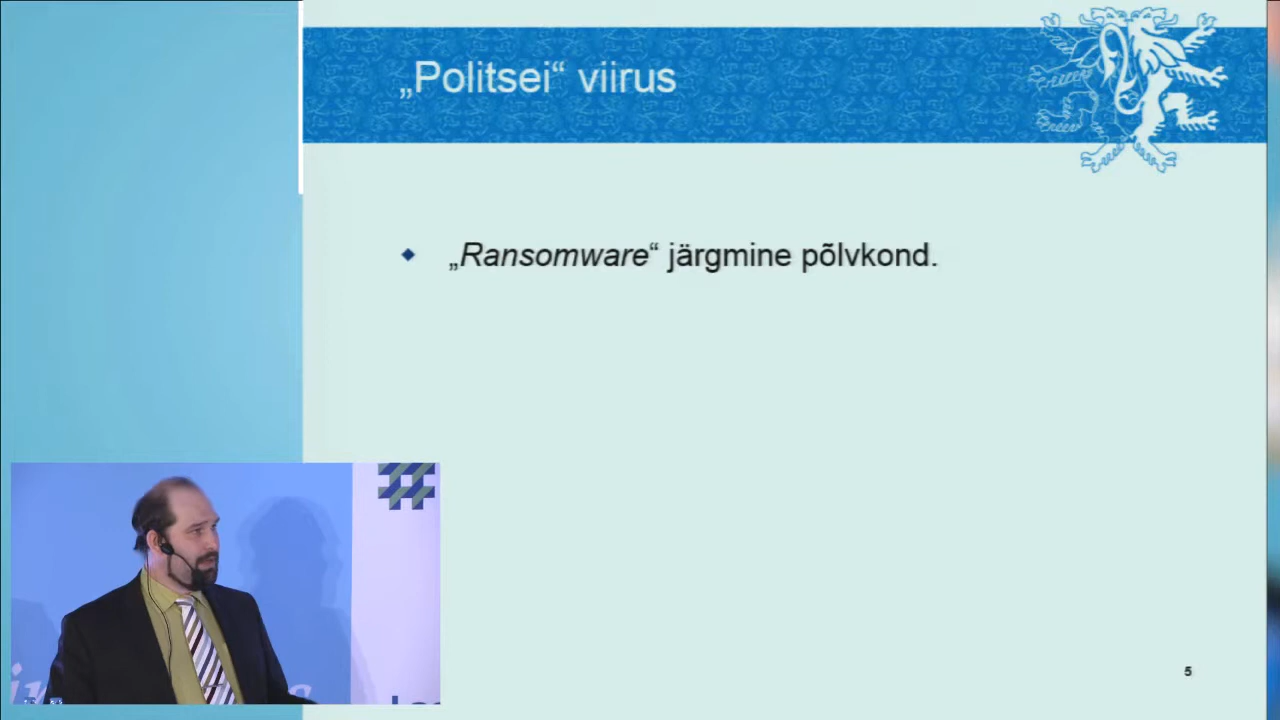 „Politsei“ viirus
„Ransomware“ järgmine põlvkond.
5